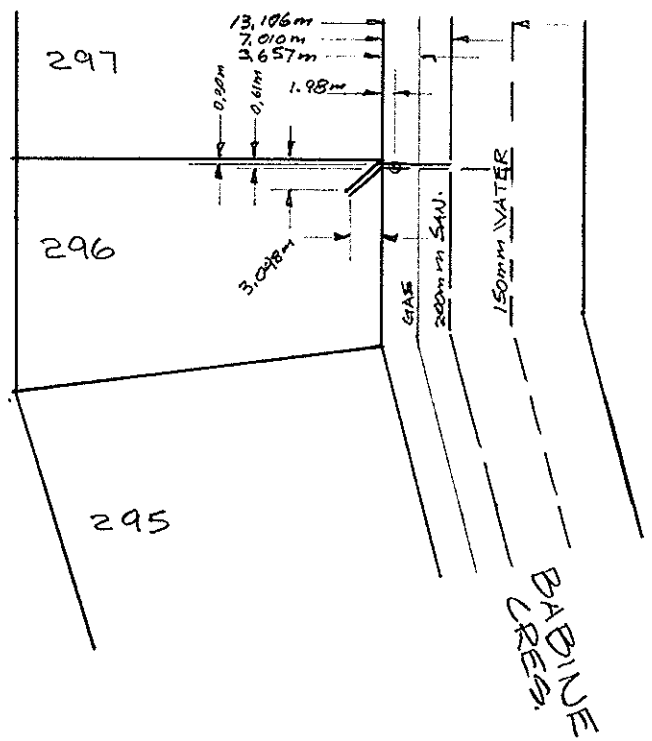 13,106m
7.010m
3.657m
297
0,30m
0,61m
1.98m
296
3.048m
GAS
200mm SAN.
150mm WATER
295
BABINE
CRES.